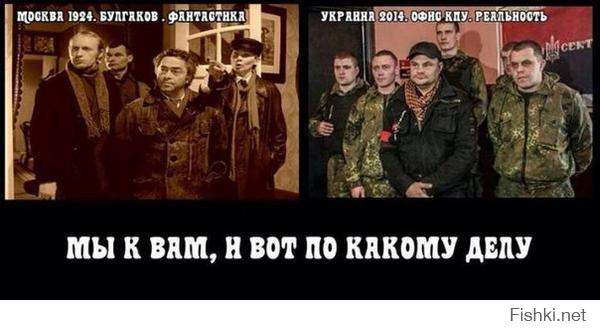 МОСКВА 1924. БУЛГАКОВ. ФАНТАСТИКА
УКРАИНА 2014. ОФИС КПУ. РЕАЛЬНОСТЬ
СЕКТ
МЫ К ВАМ, И ВОТ ПО КАКОМУ ДЕЛУ
Fishki.net